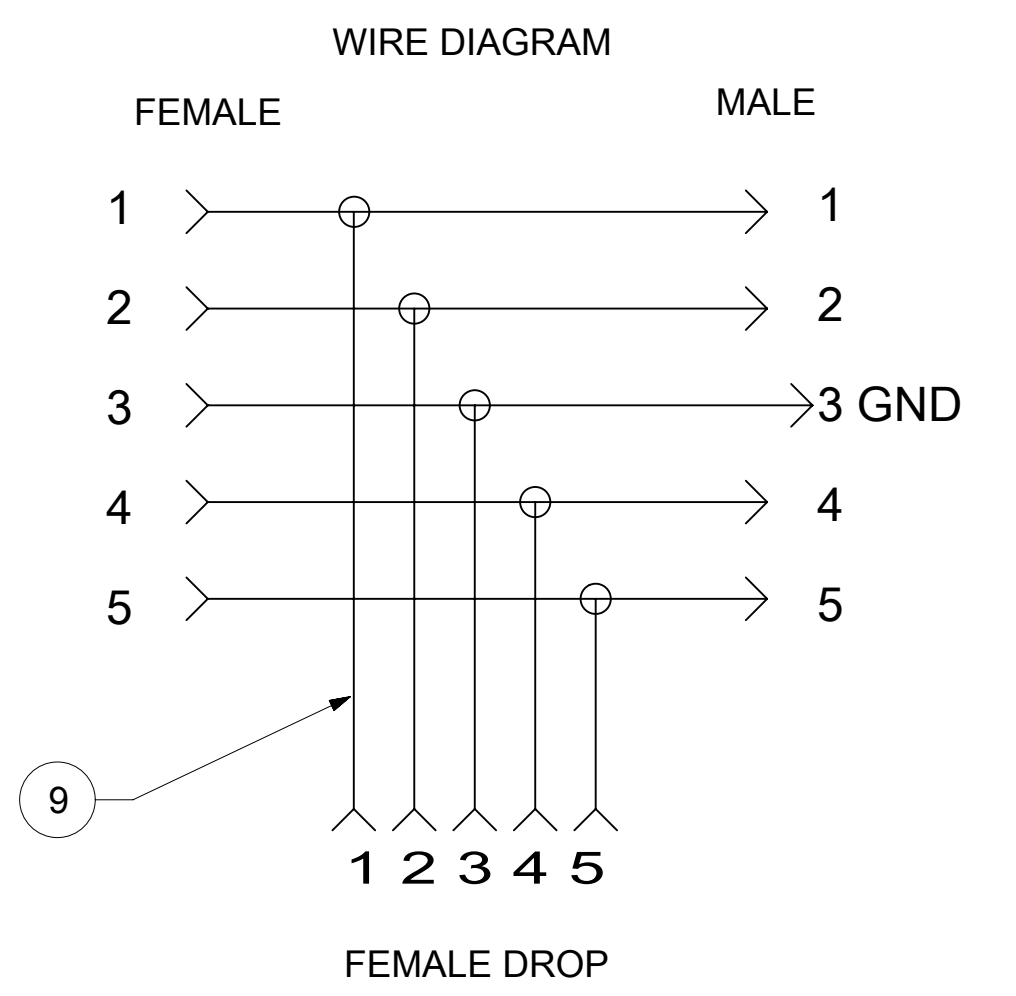 WIRE DIAGRAM
FEMALE MALE
1 1
2 2
3 3 GND
4 4
5 5
9
1 2 3 4 5
FEMALE DROP